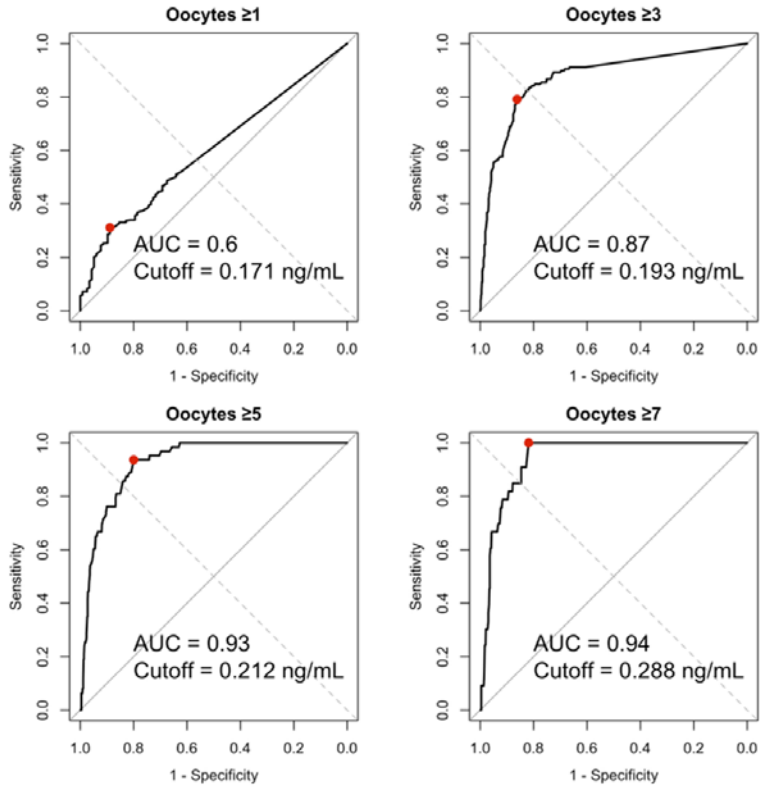 Oocytes ≥1
Sensitivity
1.0
0.8
0.6
0.4
0.2
0.0
AUC = 0.6
Cutoff = 0.171 ng/mL
1.0 0.8 0.6 0.4 0.2 0.0
1 - Specificity
Oocytes ≥3
Sensitivity
1.0
0.8
0.6
0.4
0.2
0.0
AUC = 0.87
Cutoff = 0.193 ng/mL
1.0 0.8 0.6 0.4 0.2 0.0
1 - Specificity
Oocytes ≥5
Sensitivity
1.0
0.8
0.6
0.4
0.2
0.0
AUC = 0.93
Cutoff = 0.212 ng/mL
1.0 0.8 0.6 0.4 0.2 0.0
1 - Specificity
Oocytes ≥7
Sensitivity
1.0
0.8
0.6
0.4
0.2
0.0
AUC = 0.94
Cutoff = 0.288 ng/mL
1.0 0.8 0.6 0.4 0.2 0.0
1 - Specificity